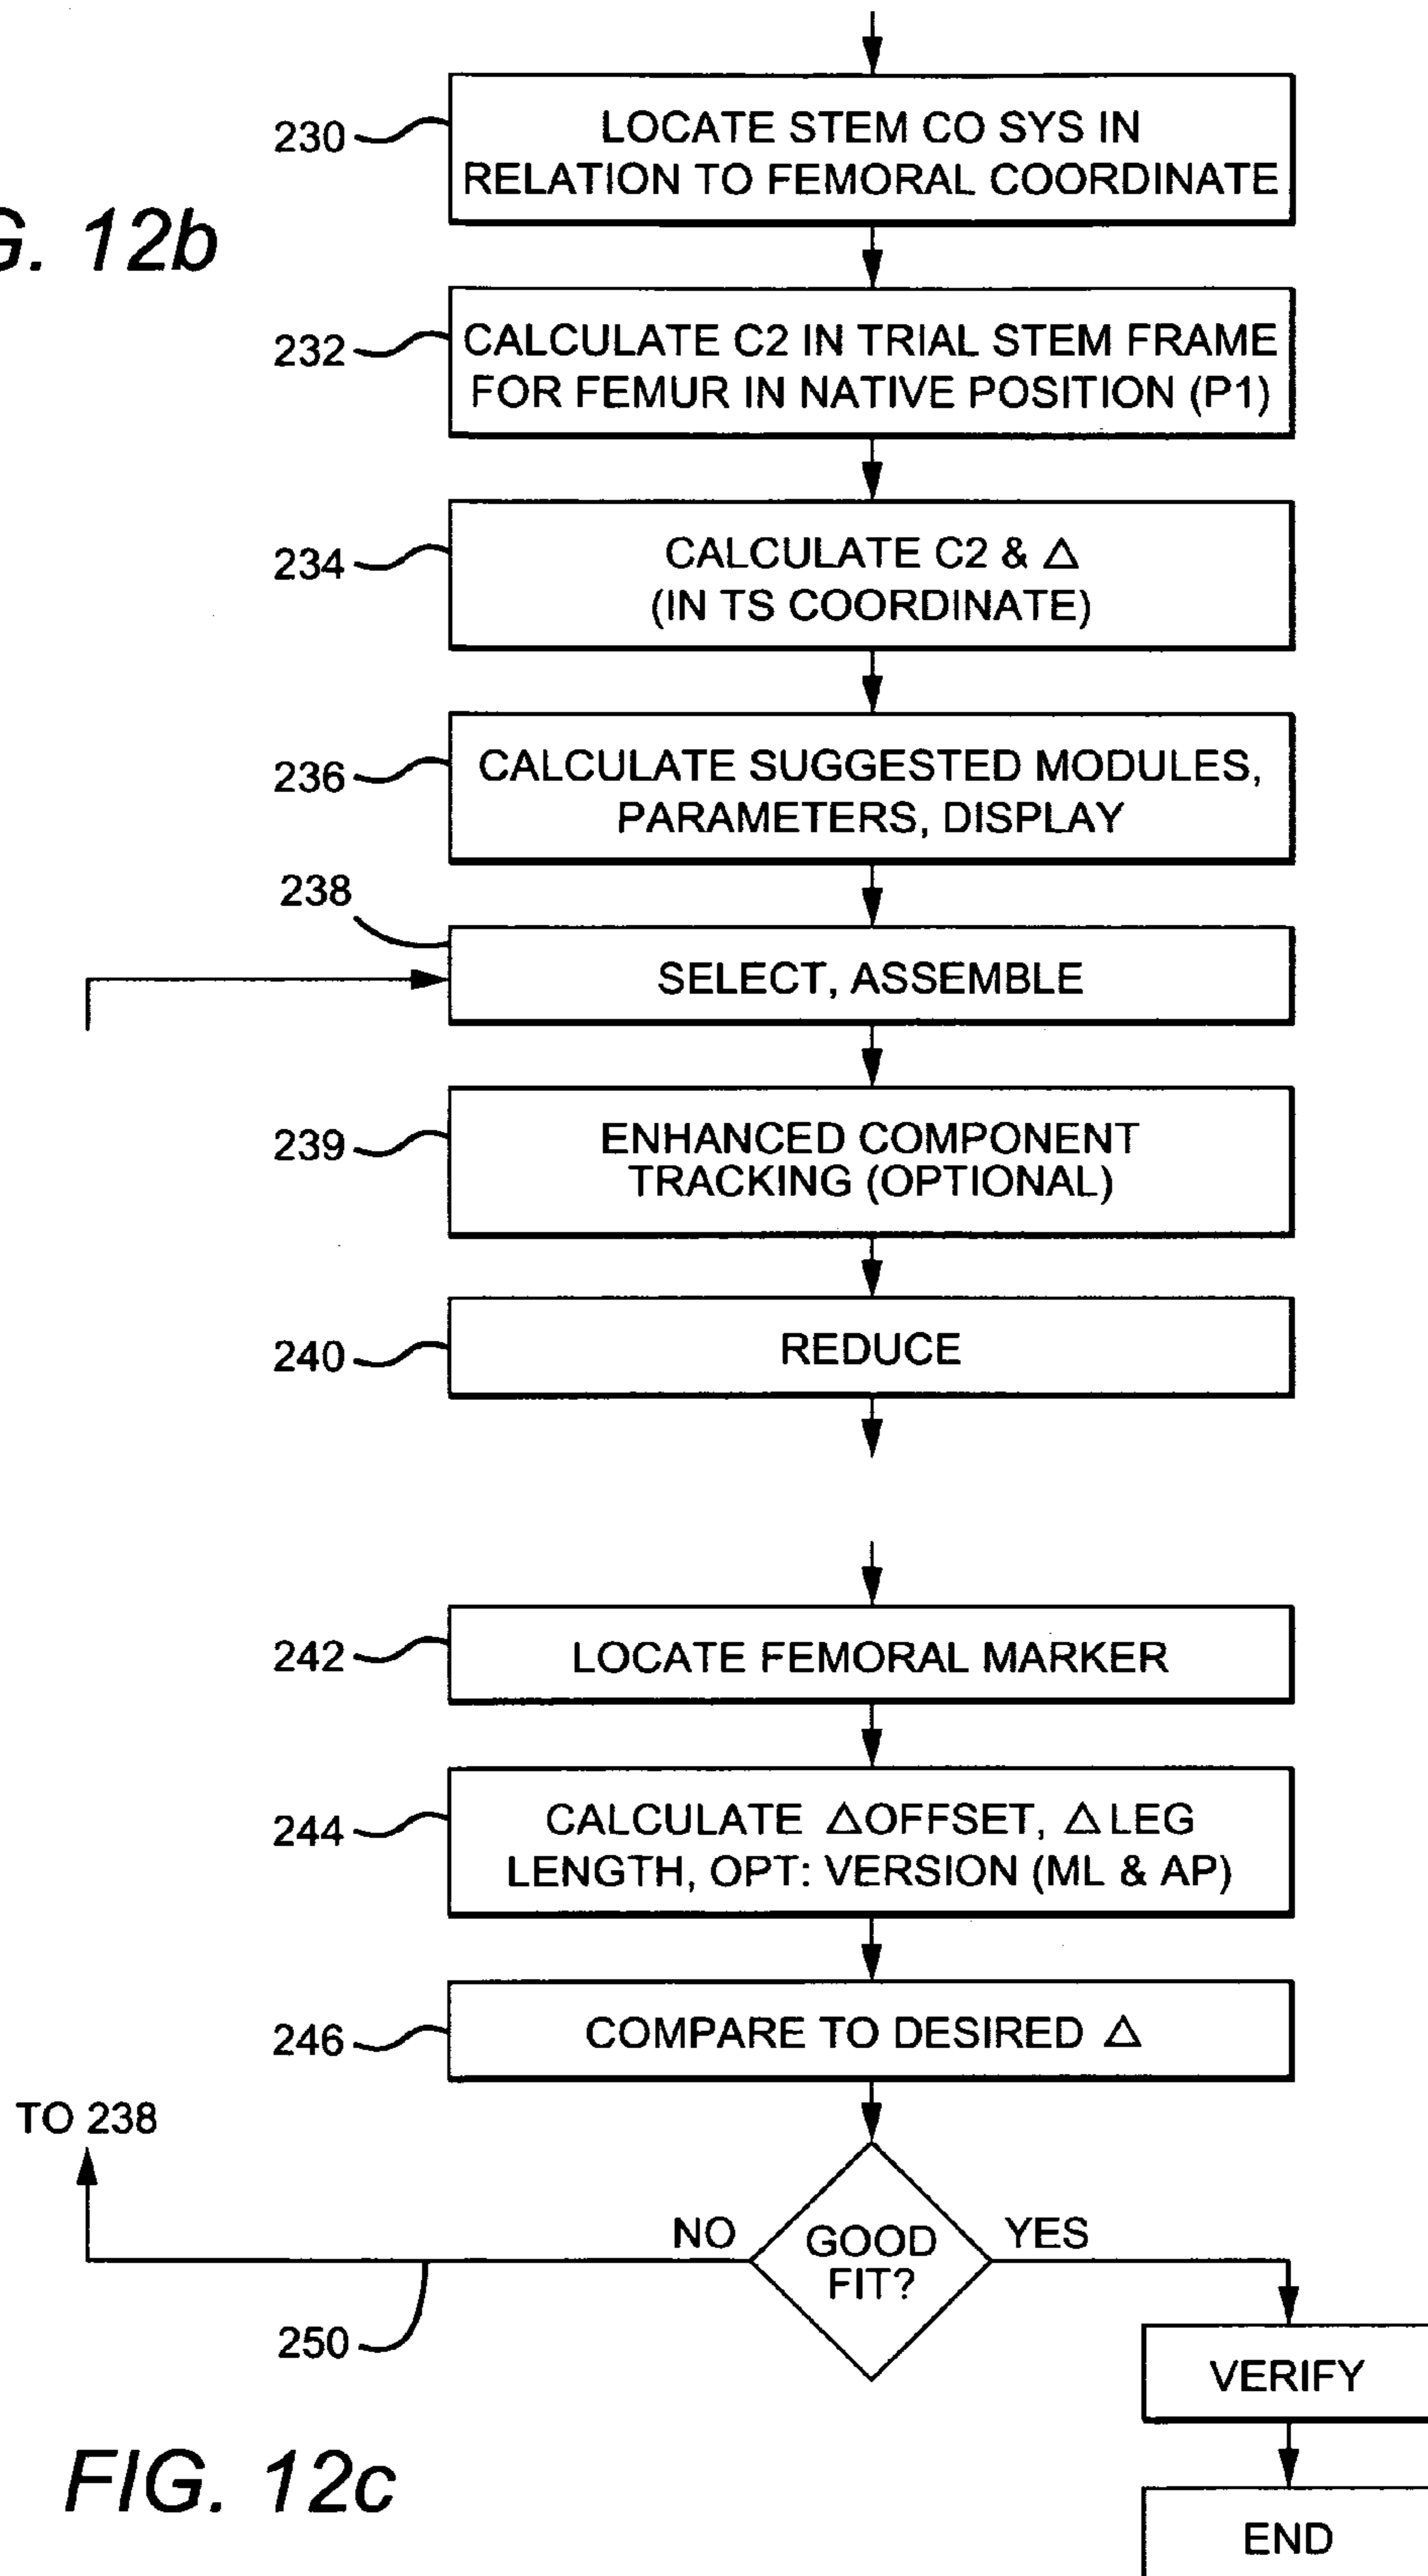 230
LOCATE STEM CO SYS IN
RELATION TO FEMORAL COORDINATE
G. 12b
232
CALCULATE C2 IN TRIAL STEM FRAME
FOR FEMUR IN NATIVE POSITION (P1)
234
CALCULATE C2 & △
(IN TS COORDINATE)
236
CALCULATE SUGGESTED MODULES,
PARAMETERS, DISPLAY
238
SELECT, ASSEMBLE
239
ENHANCED COMPONENT
TRACKING (OPTIONAL)
240
REDUCE
242
LOCATE FEMORAL MARKER
244
CALCULATE △OFFSET, △LEG
LENGTH, OPT: VERSION (ML & AP)
246
COMPARE TO DESIRED △
TO 238
NO
GOOD
FIT?
YES
250
VERIFY
FIG. 12c
END